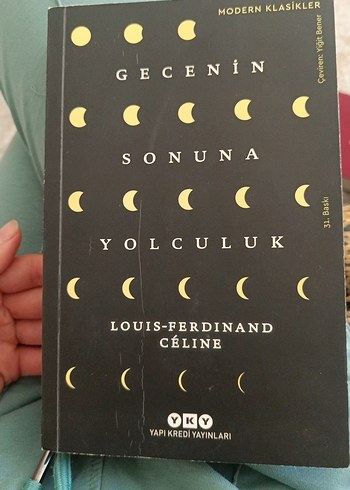 MODERN KLASİKLER
Çeviren: Yiğit Bener
GECENİN
SONUNA
31. Baskı
YOLCULUK
LOUIS-FERDINAND
CÉLINE
YKY
YAPI KREDİ YAYINLARI